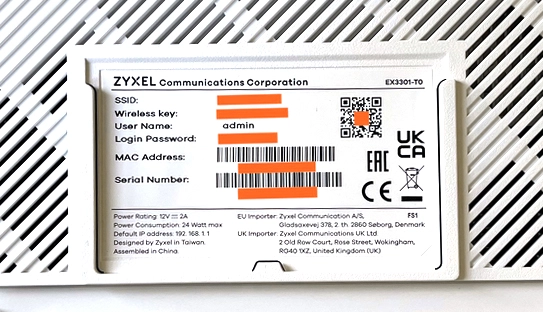 ZYXEL Communications Corporation EX3301-T0
SSID:
Wireless key:
User Name: admin
Login Password:
MAC Address:
Serial Number:
UK
CA
EAC
CE
Power Rating: 12V ⎓ 2A
Power Consumption: 24 Watt max
Default IP address: 192.168.1.1
Designed by Zyxel in Taiwan.
Assembled in China.
EU Importer: Zyxel Communication A/S, FS1
Gladsaxevej 378, 2. th. 2860 Søborg, Denmark
UK Importer: Zyxel Communications UK Ltd
2 Old Row Court, Rose Street, Wokingham,
RG40 1XZ, United Kingdom (UK)